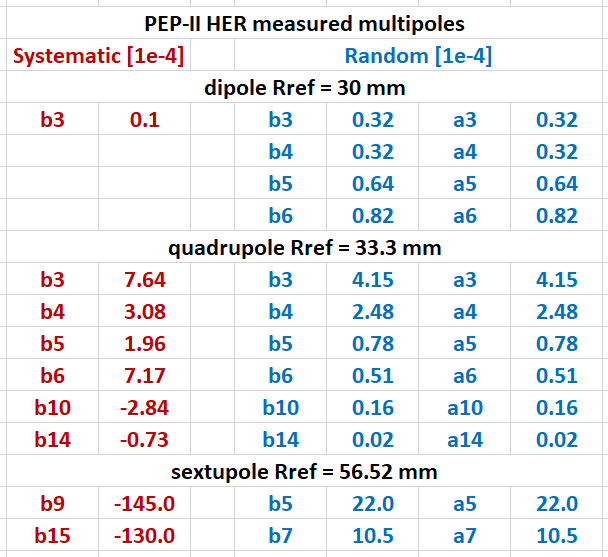 PEP-II HER measured multipoles
Systematic [1e-4] Random [1e-4]
dipole Rref = 30 mm
b3 0.1 b3 0.32 a3 0.32
b4 0.32 a4 0.32
b5 0.64 a5 0.64
b6 0.82 a6 0.82
quadrupole Rref = 33.3 mm
b3 7.64 b3 4.15 a3 4.15
b4 3.08 b4 2.48 a4 2.48
b5 1.96 b5 0.78 a5 0.78
b6 7.17 b6 0.51 a6 0.51
b10 -2.84 b10 0.16 a10 0.16
b14 -0.73 b14 0.02 a14 0.02
sextupole Rref = 56.52 mm
b9 -145.0 b5 22.0 a5 22.0
b15 -130.0 b7 10.5 a7 10.5